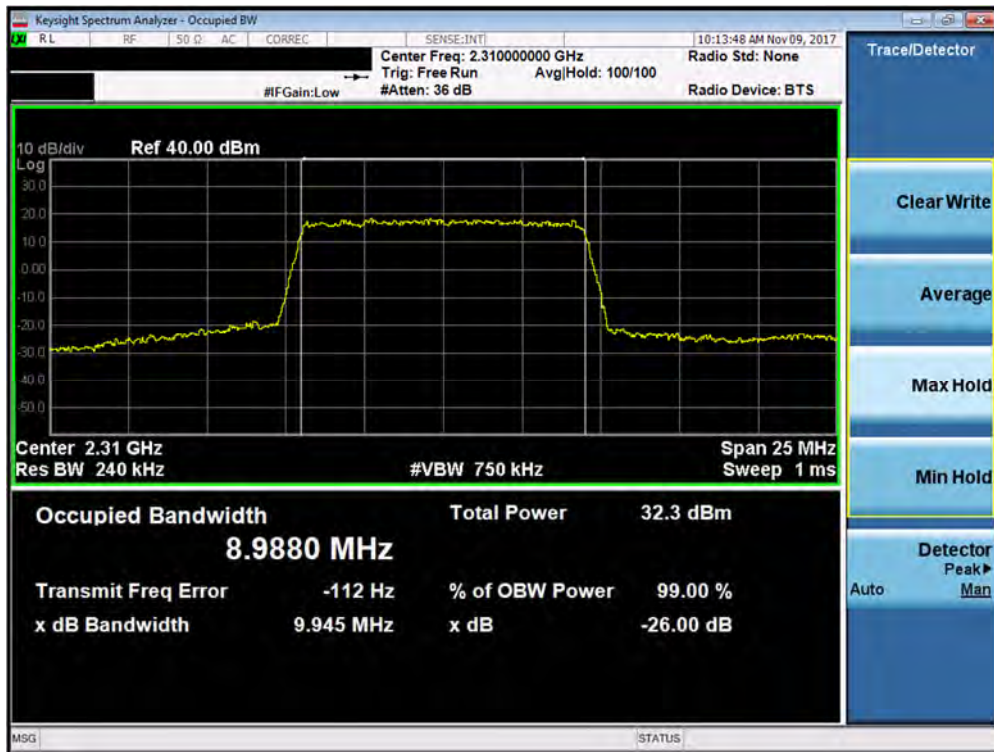 Keysight Spectrum Analyzer - Occupied BW
LXI RL RF 50 Ω AC CORREC SENSE:INT 10:13:48 AM Nov 09, 2017
Center Freq: 2.310000000 GHz Radio Std: None
Trig: Free Run Avg|Hold: 100/100
#IFGain:Low #Atten: 36 dB Radio Device: BTS
Trace/Detector
10 dB/div Ref 40.00 dBm
Log
30.0
20.0
10.0
0.00
-10.0
-20.0
-30.0
-40.0
-50.0
Center 2.31 GHz Span 25 MHz
Res BW 240 kHz #VBW 750 kHz Sweep 1 ms
Occupied Bandwidth Total Power 32.3 dBm
8.9880 MHz
Transmit Freq Error -112 Hz % of OBW Power 99.00 %
x dB Bandwidth 9.945 MHz x dB -26.00 dB
Clear Write
Average
Max Hold
Min Hold
Detector
Peak▶
Auto Man
MSG STATUS